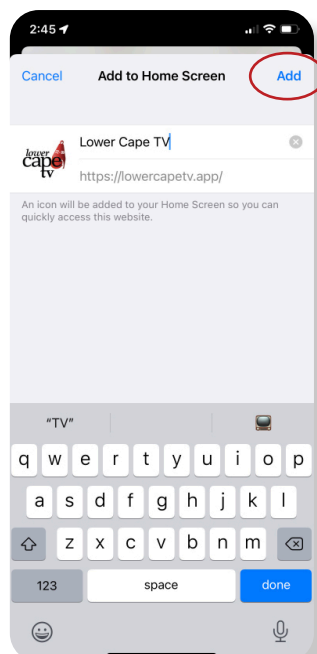 2:45
Cancel Add to Home Screen Add
lower
cape
tv
Lower Cape TV
https://lowercapetv.app/
An icon will be added to your Home Screen so you can
quickly access this website.
"TV"
q w e r t y u i o p
a s d f g h j k l
z x c v b n m
123 space done